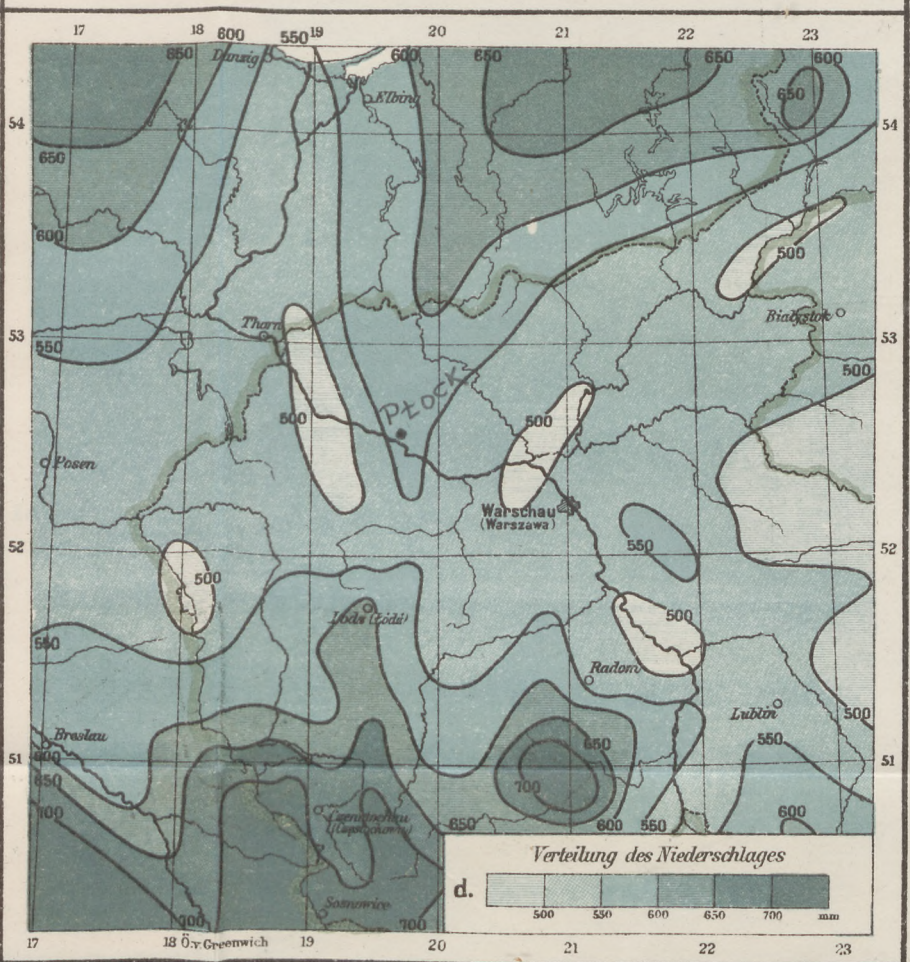 17 18 600 550 19 20 21 22 23
650 Danzig 600 650 650 600
Elbing 650
54 54
650
600
500
Thorn Białystok
53 53
550 500
PŁOCK
500 500
Posen
Warschau
(Warszawa)
52 550 52
500
500
Lods (Łódź)
550
Radom
Lublin 500
Breslau 550
51 600 650 51
650 700
700 600
Czenstochau
(Częstochowa) 650 600 550
Verteilung des Niederschlages
d.
500 550 600 650 700 mm
Sosnowice
700 700
17 18 Ö.v. Greenwich 19 20 21 22 23